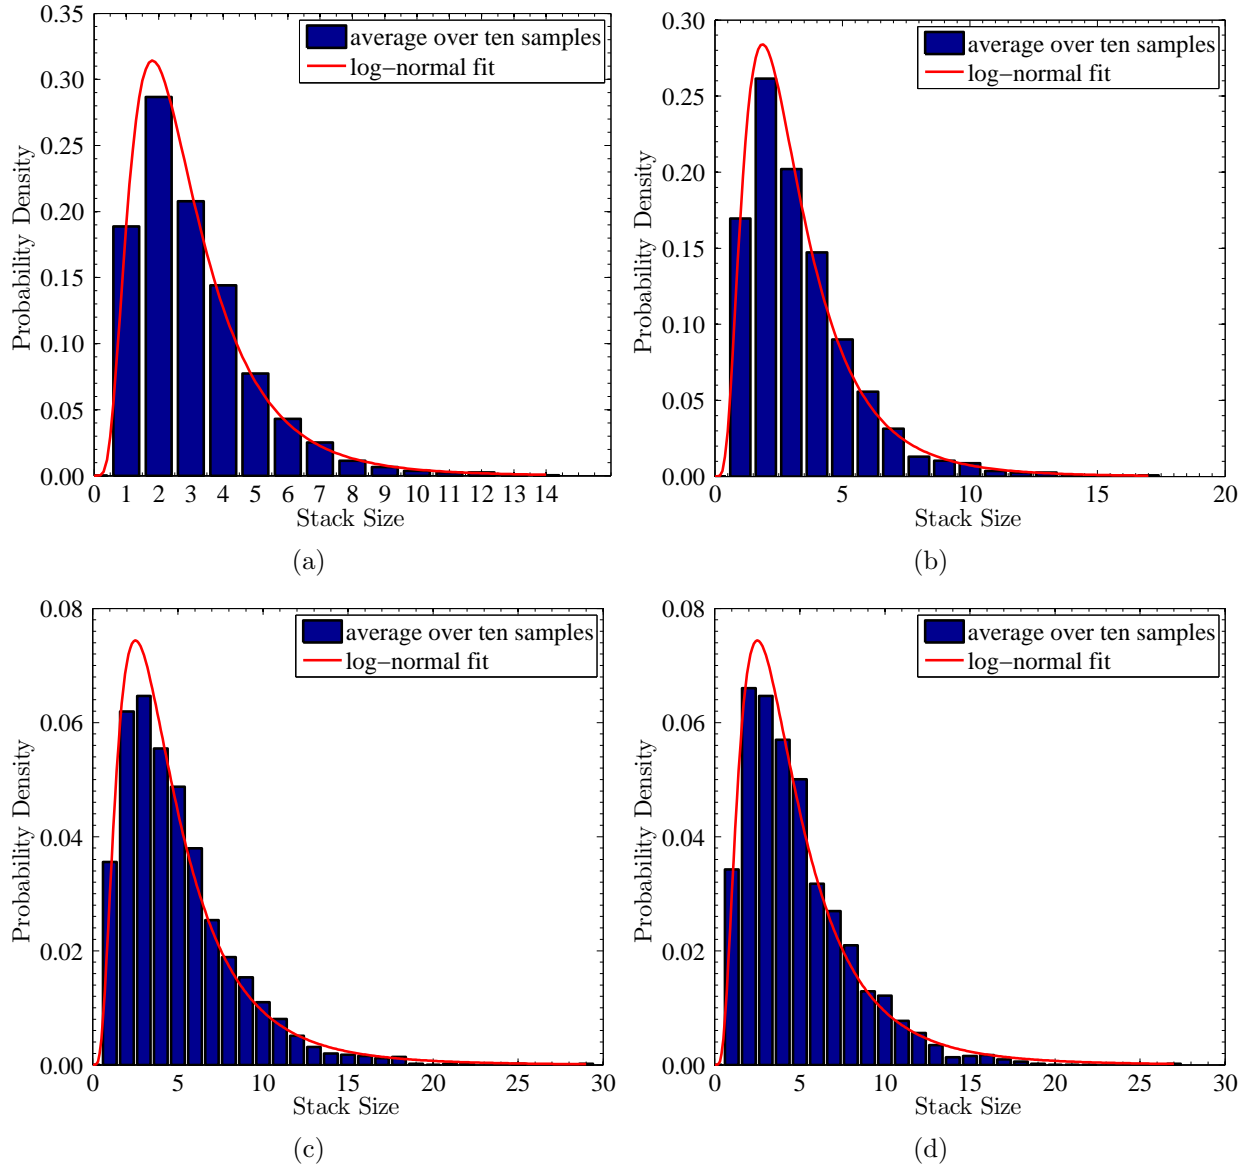 0.35
0.30
0.25
0.20
0.15
0.10
0.05
0.00
Probability Density
average over ten samples
log−normal fit
0 1 2 3 4 5 6 7 8 9 10 11 12 13 14
Stack Size
(a)
0.30
0.25
0.20
0.15
0.10
0.05
0.00
Probability Density
average over ten samples
log−normal fit
0 5 10 15 20
Stack Size
(b)
0.08
0.06
0.04
0.02
0.00
Probability Density
average over ten samples
log−normal fit
0 5 10 15 20 25 30
Stack Size
(c)
0.08
0.06
0.04
0.02
0.00
Probability Density
average over ten samples
log−normal fit
0 5 10 15 20 25 30
Stack Size
(d)